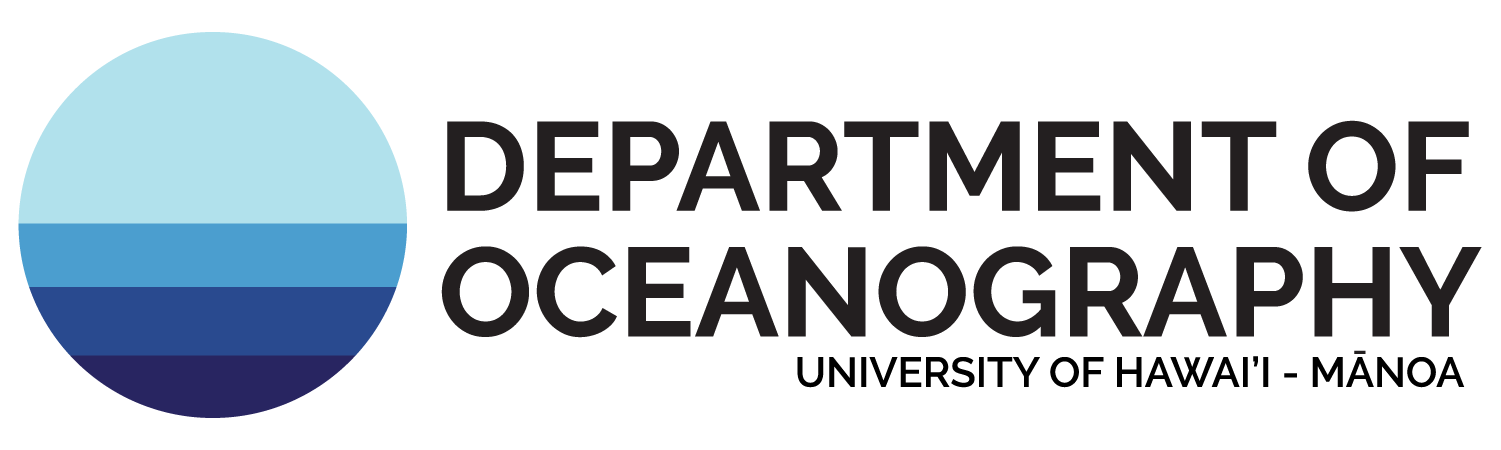 DEPARTMENT OF
OCEANOGRAPHY
UNIVERSITY OF HAWAI’I - MĀNOA